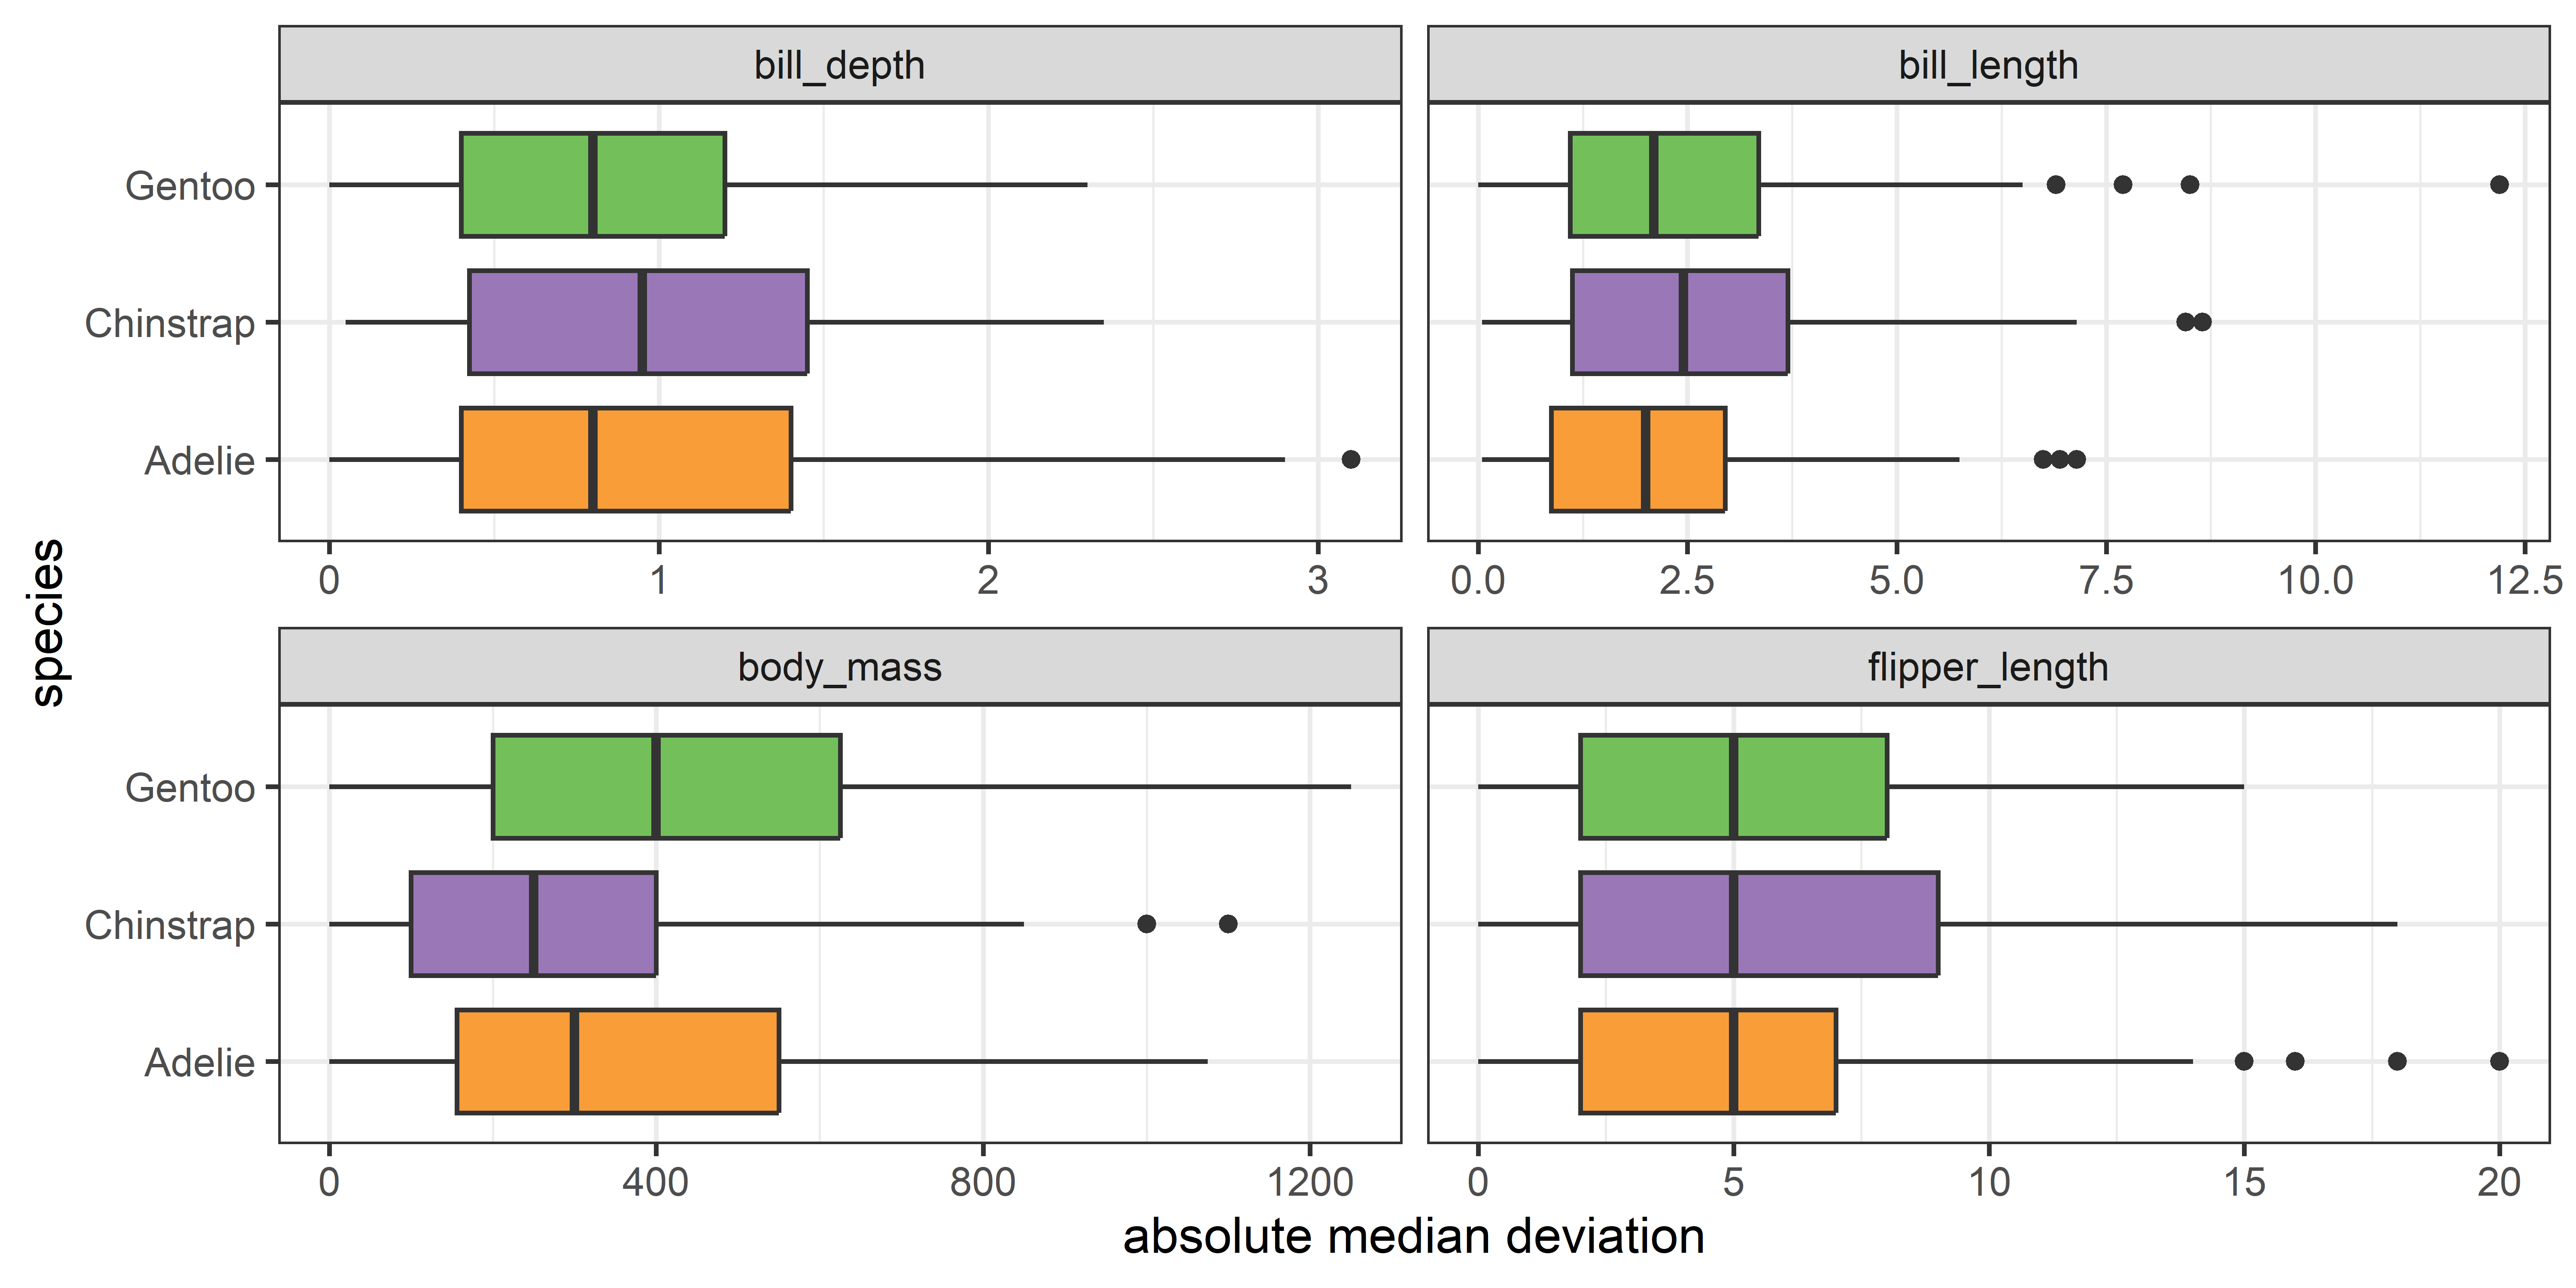 bill_depth
bill_length
Gentoo
Chinstrap
Adelie
0 1 2 3
0.0 2.5 5.0 7.5 10.0 12.5
species
body_mass
flipper_length
Gentoo
Chinstrap
Adelie
0 400 800 1200
0 5 10 15 20
absolute median deviation